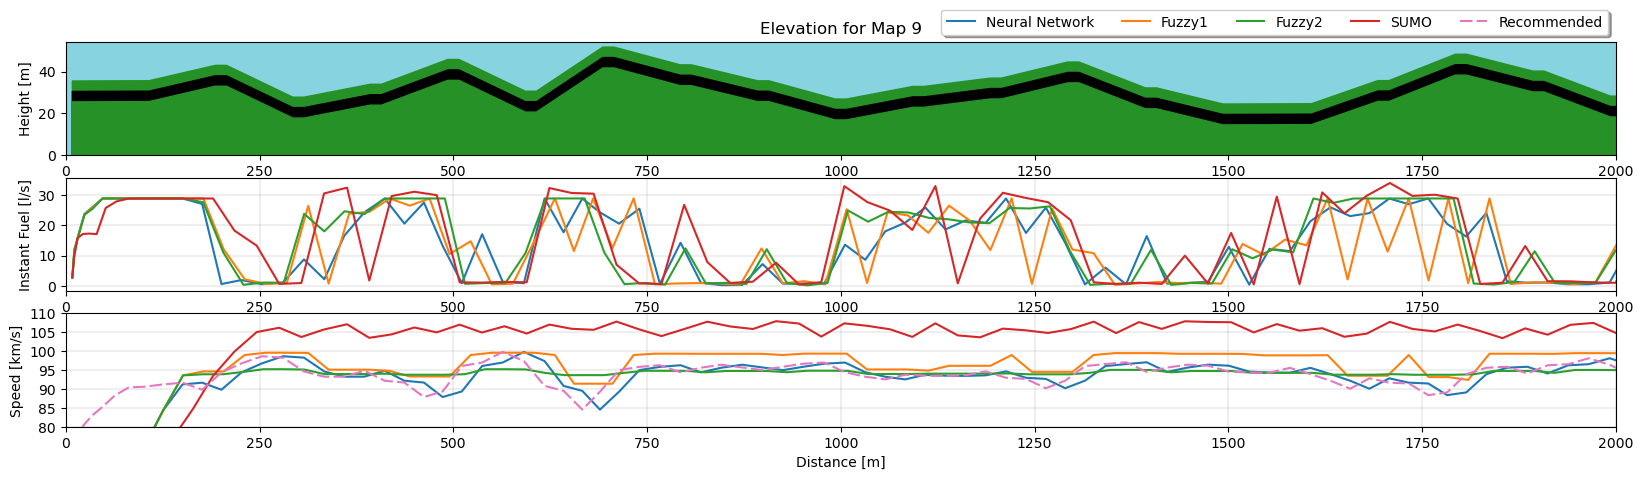 Elevation for Map 9
Neural Network Fuzzy1 Fuzzy2 SUMO Recommended
Height [m]
40
20
0
0 250 500 750 1000 1250 1500 1750 2000
Instant Fuel [l/s]
30
20
10
0
0 250 500 750 1000 1250 1500 1750 2000
Speed [km/s]
110
105
100
95
90
85
80
0 250 500 750 1000 1250 1500 1750 2000
Distance [m]